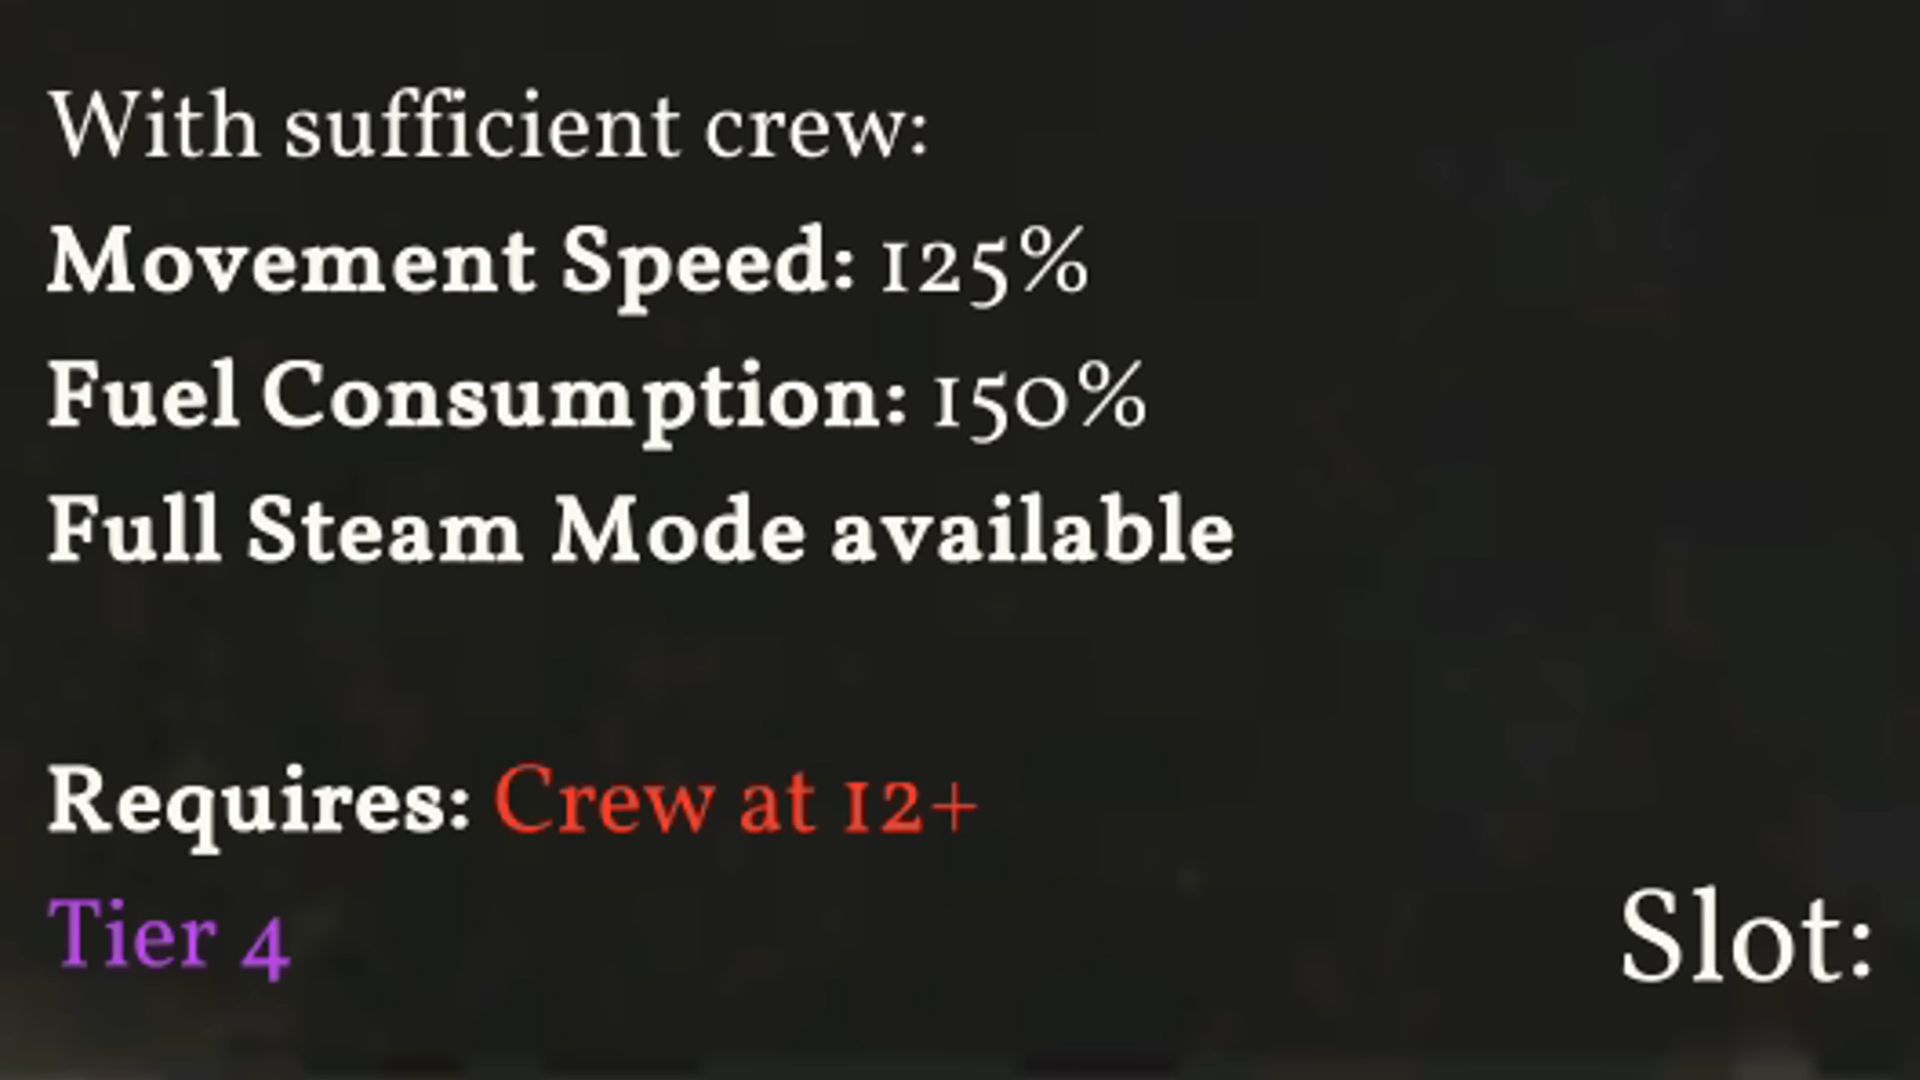 With sufficient crew:
Movement Speed: 125%
Fuel Consumption: 150%
Full Steam Mode available
Requires: Crew at 12+
Tier 4
Slot: